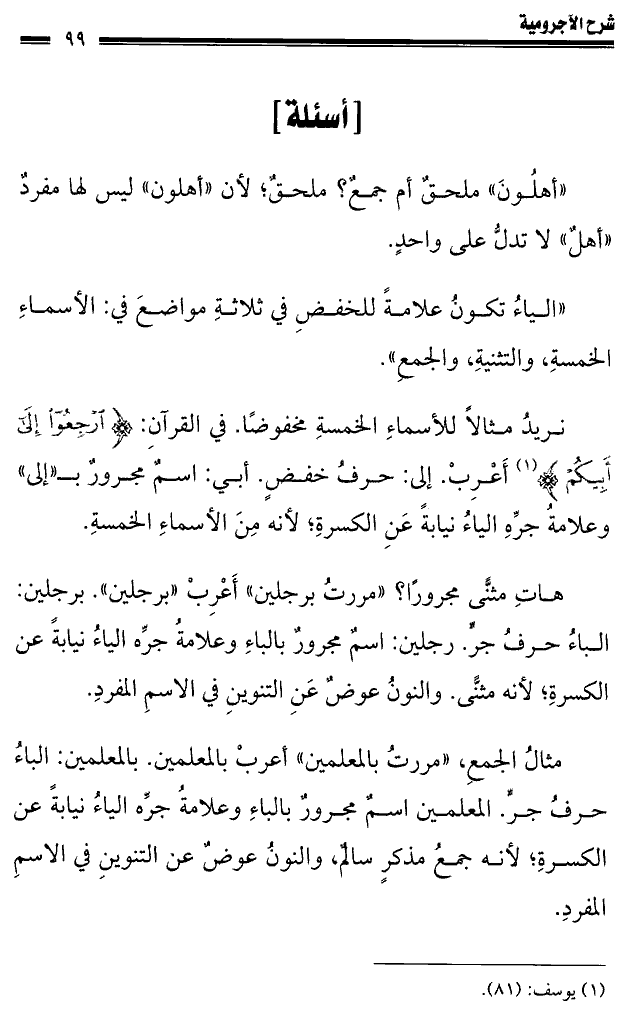 شرح الآجرومية
٩٩
[أسئلة]
«أهلُونَ» ملحقٌ أم جمعٌ؟ ملحقٌ؛ لأن «أهلون» ليس لها مفردٌ
«أهلٌ» لا تدلُّ على واحدٍ.
«الياءُ تكونُ علامةً للخفضِ في ثلاثةِ مواضعَ في: الأسماءِ
الخمسةِ، والتثنيةِ، والجمعِ».
نريدُ مثالاً للأسماءِ الخمسةِ مخفوضًا. في القرآنِ: ﴿ٱرْجِعُوٓا۟ إِلَىٰٓ
أَبِيكُمْ﴾(١) أَعْرِبْ. إلى: حرفُ خفضٍ. أبي: اسمٌ مجرورٌ بـ«إلى»
وعلامةُ جرِّهِ الياءُ نيابةً عَنِ الكسرةِ؛ لأنه مِنَ الأسماءِ الخمسةِ.
هاتِ مثنًّى مجرورًا؟ «مررتُ برجلين» أَعْرِبْ «برجلين». برجلين:
الباءُ حرفُ جرٍّ. رجلين: اسمٌ مجرورٌ بالباءِ وعلامةُ جرِّه الياءُ نيابةً عن
الكسرةِ؛ لأنه مثنًّى. والنونُ عوضٌ عَنِ التنوينِ في الاسمِ المفردِ.
مثالُ الجمعِ، «مررتُ بالمعلمين» أعربْ بالمعلمين. بالمعلمين: الباءُ
حرفُ جرٍّ. المعلمين اسمٌ مجرورٌ بالباءِ وعلامةُ جرِّه الياءُ نيابةً عن
الكسرةِ؛ لأنه جمعُ مذكرٍ سالمٌ، والنونُ عوضٌ عن التنوينِ في الاسمِ
المفردِ.
(١) يوسف: (٨١).